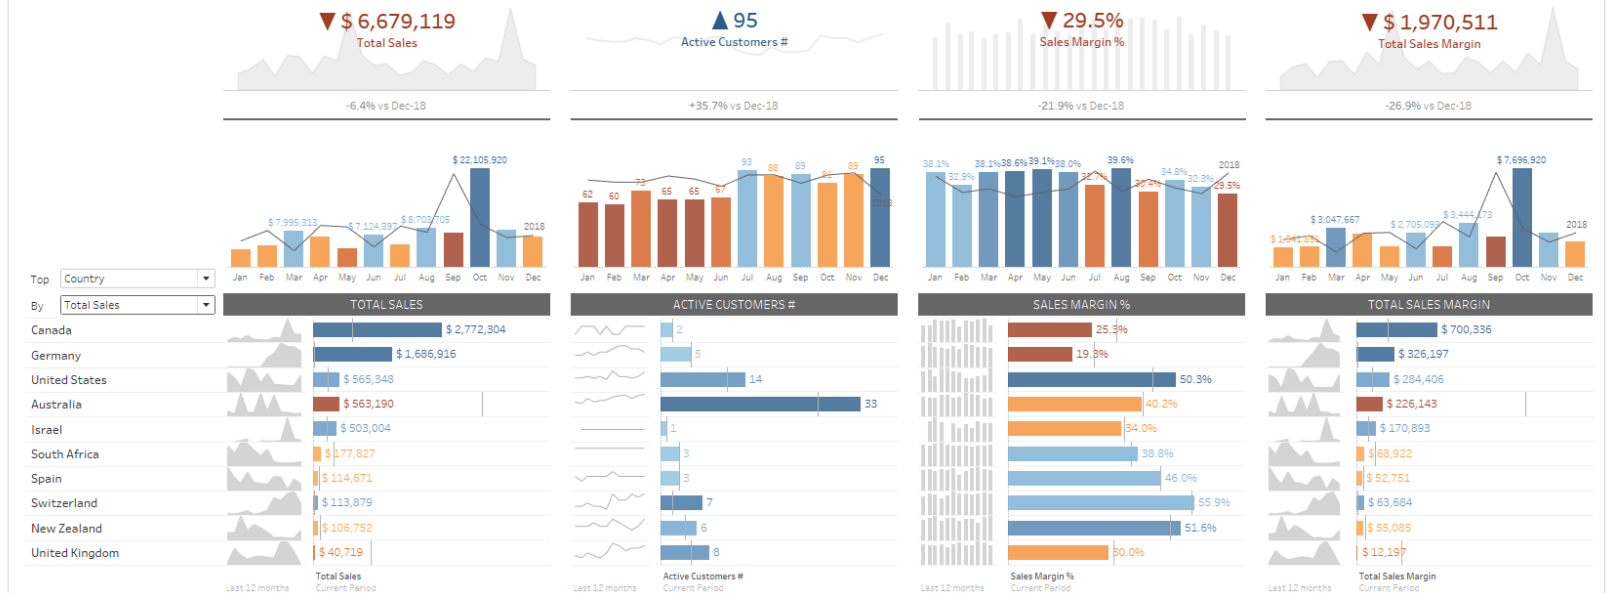 ▼ $ 6,679,119
Total Sales
-6.4% vs Dec-18
▲ 95
Active Customers #
+35.7% vs Dec-18
▼ 29.5%
Sales Margin %
-21.9% vs Dec-18
▼ $ 1,970,511
Total Sales Margin
-26.9% vs Dec-18
$ 22,105,920
$ 7,995,313
$ 7,124,397
$ 8,703,705
2018
Jan Feb Mar Apr May Jun Jul Aug Sep Oct Nov Dec
62 60 73 65 65 67 93 88 89 81 89 95
2018
Jan Feb Mar Apr May Jun Jul Aug Sep Oct Nov Dec
38.1% 32.9% 38.1% 38.6% 39.1% 38.0% 32.7% 39.6% 30.4% 34.8% 32.3% 29.5%
2018
Jan Feb Mar Apr May Jun Jul Aug Sep Oct Nov Dec
$ 7,696,920
$ 3,047,667
$ 2,705,093
$ 3,444,173
2018
Jan Feb Mar Apr May Jun Jul Aug Sep Oct Nov Dec
Top Country
By Total Sales
TOTAL SALES ACTIVE CUSTOMERS # SALES MARGIN % TOTAL SALES MARGIN
Canada $ 2,772,304 2 25.3% $ 700,336
Germany $ 1,686,916 5 19.3% $ 326,197
United States $ 565,348 14 50.3% $ 284,406
Australia $ 563,190 33 40.2% $ 226,143
Israel $ 503,004 1 34.0% $ 170,893
South Africa $ 177,827 3 38.8% $ 68,922
Spain $ 114,671 3 46.0% $ 52,751
Switzerland $ 113,879 7 55.9% $ 63,684
New Zealand $ 106,752 6 51.6% $ 55,085
United Kingdom $ 40,719 8 30.0% $ 12,197
Total Sales Active Customers # Sales Margin % Total Sales Margin
Last 12 months Current Period Last 12 months Current Period Last 12 months Current Period Last 12 months Current Period